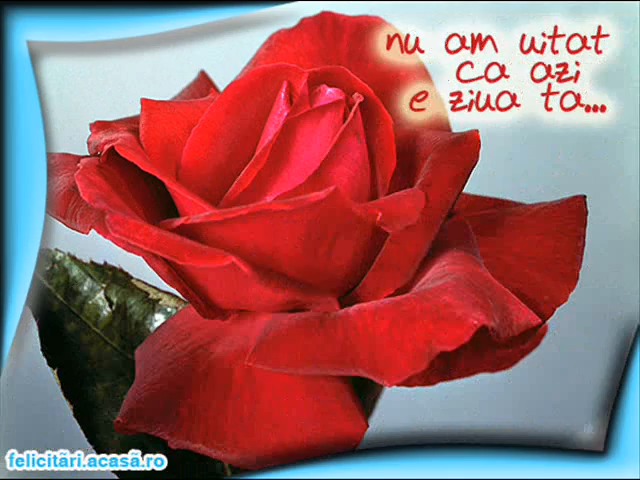 nu am uitat
ca azi
e ziua ta...
felicitări.acasă.ro